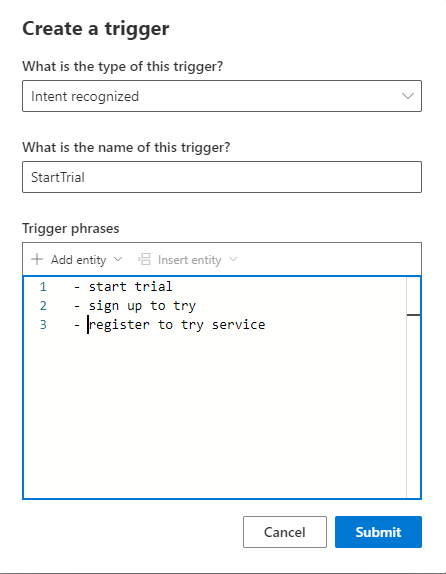 Create a trigger
What is the type of this trigger?
Intent recognized
What is the name of this trigger?
StartTrial
Trigger phrases
Add entity Insert entity
1 - start trial
2 - sign up to try
3 - register to try service
Cancel Submit